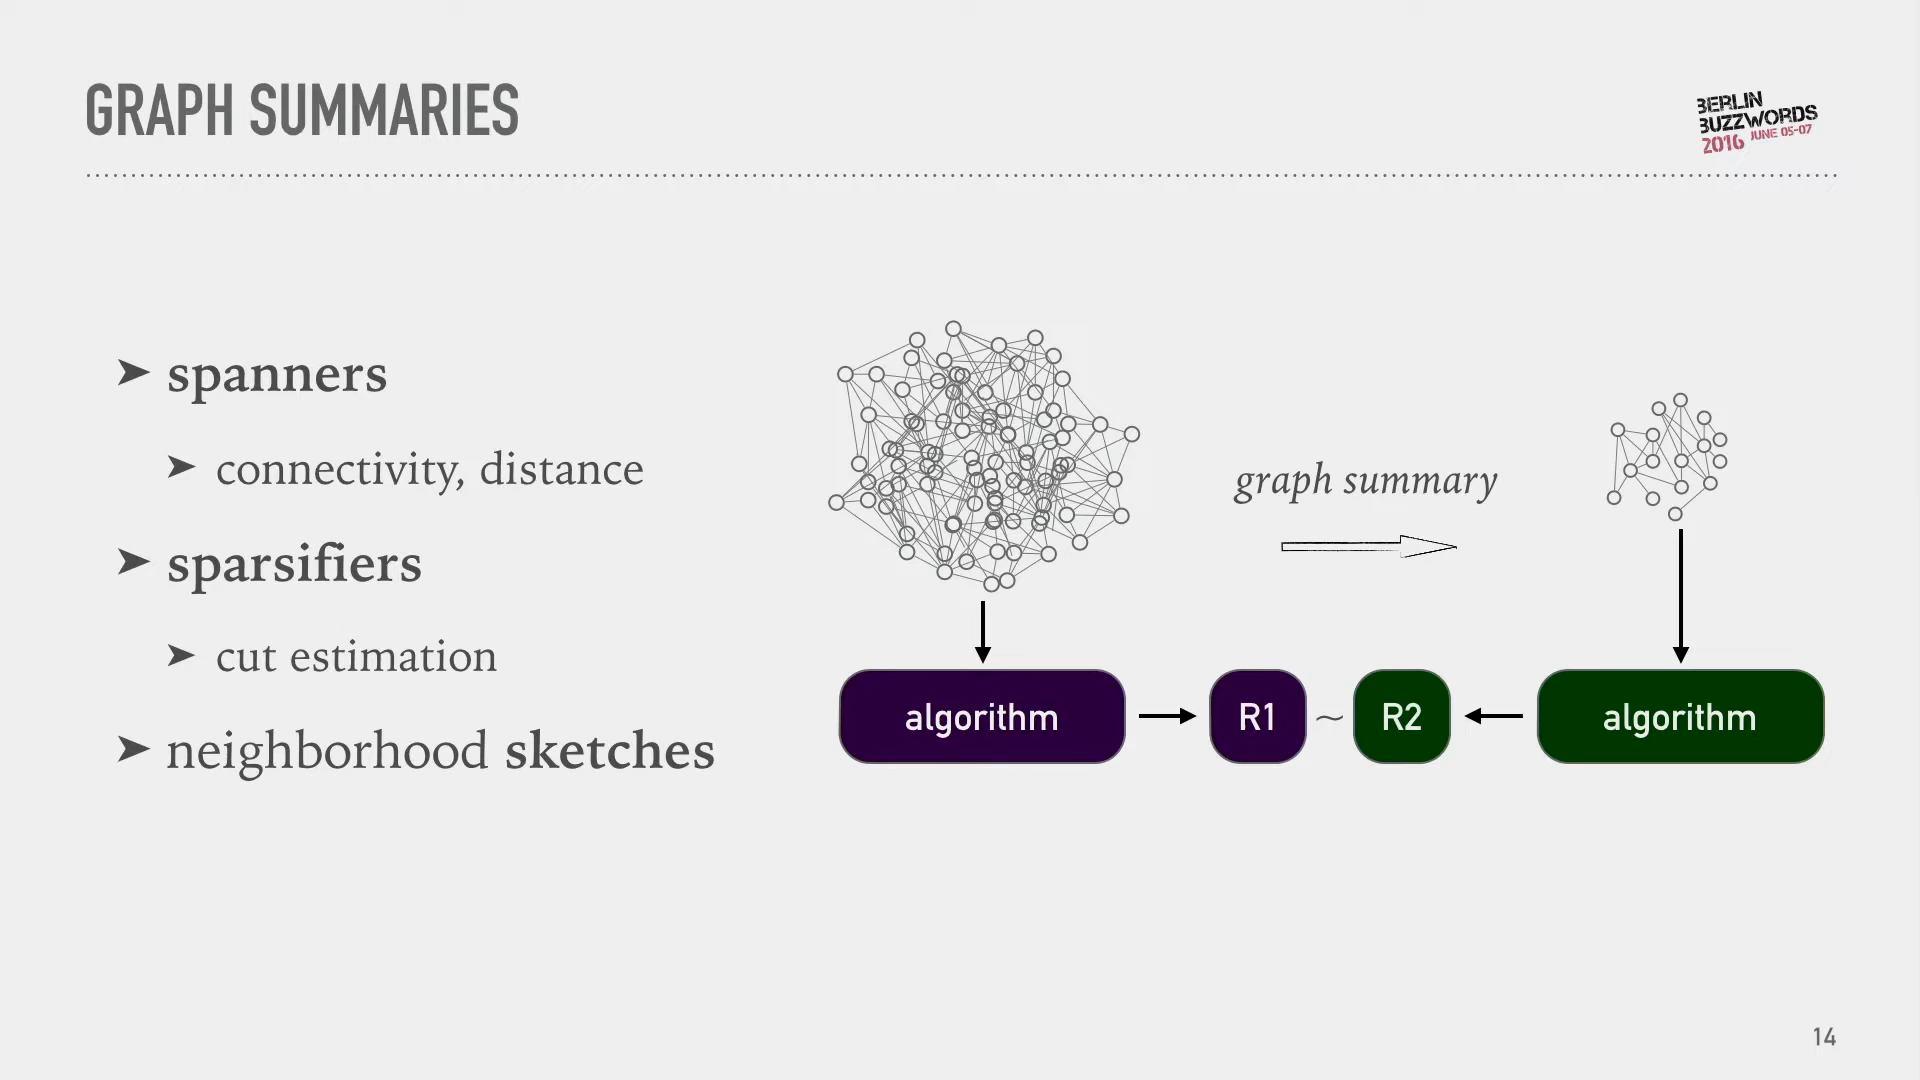 GRAPH SUMMARIES
BERLIN
BUZZWORDS
2016 JUNE 05-07
➤ spanners
➤ connectivity, distance
➤ sparsifiers
➤ cut estimation
➤ neighborhood sketches
graph summary
algorithm R1 ~ R2 algorithm
14